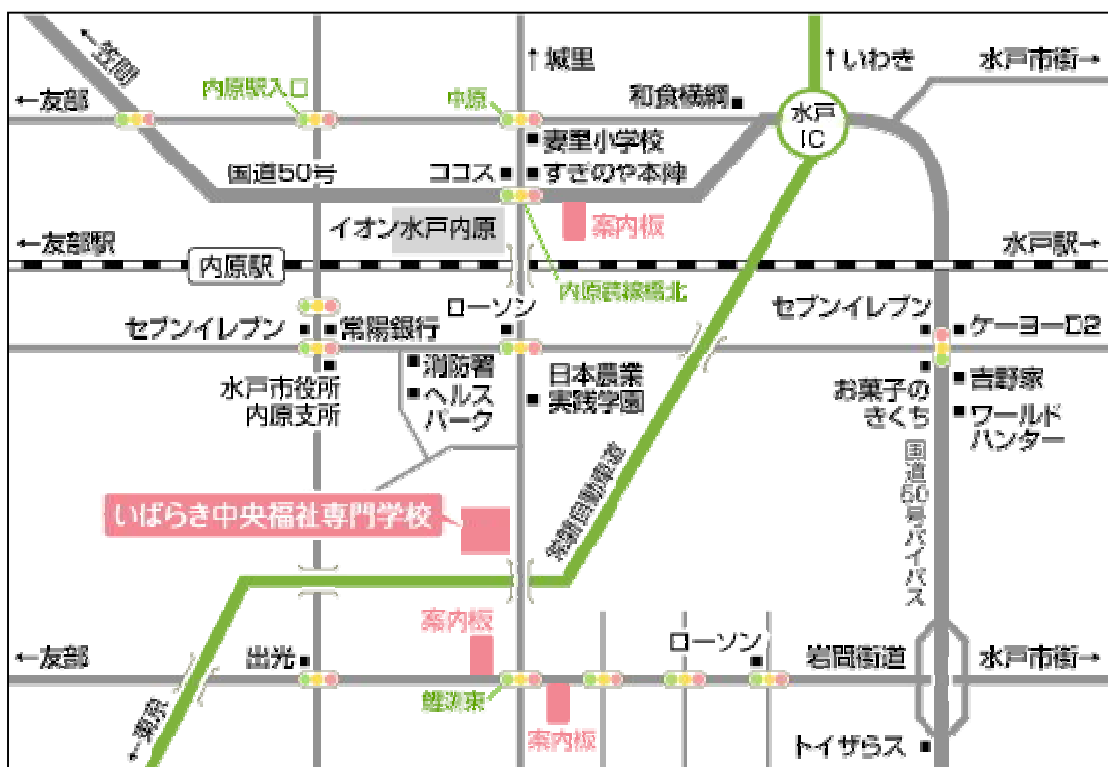 ←笠間
↑城里
↑いわき
水戸市街→
←友部
内原駅入口
中原
和食横綱
水戸
IC
妻里小学校
国道50号
ココス
すぎのや本陣
イオン水戸内原
案内板
←友部駅
内原駅
水戸駅→
内原跨線橋北
ローソン
セブンイレブン
常陽銀行
セブンイレブン
ケーヨーD2
水戸市役所
内原支所
消防署
ヘルス
パーク
日本農業
実践学園
お菓子の
きくち
吉野家
ワールド
ハンター
国道50号バイパス
常磐自動車道
いばらき中央福祉専門学校
案内板
←友部
出光
鯉淵東
ローソン
岩間街道
水戸市街→
←東京
案内板
トイザらス